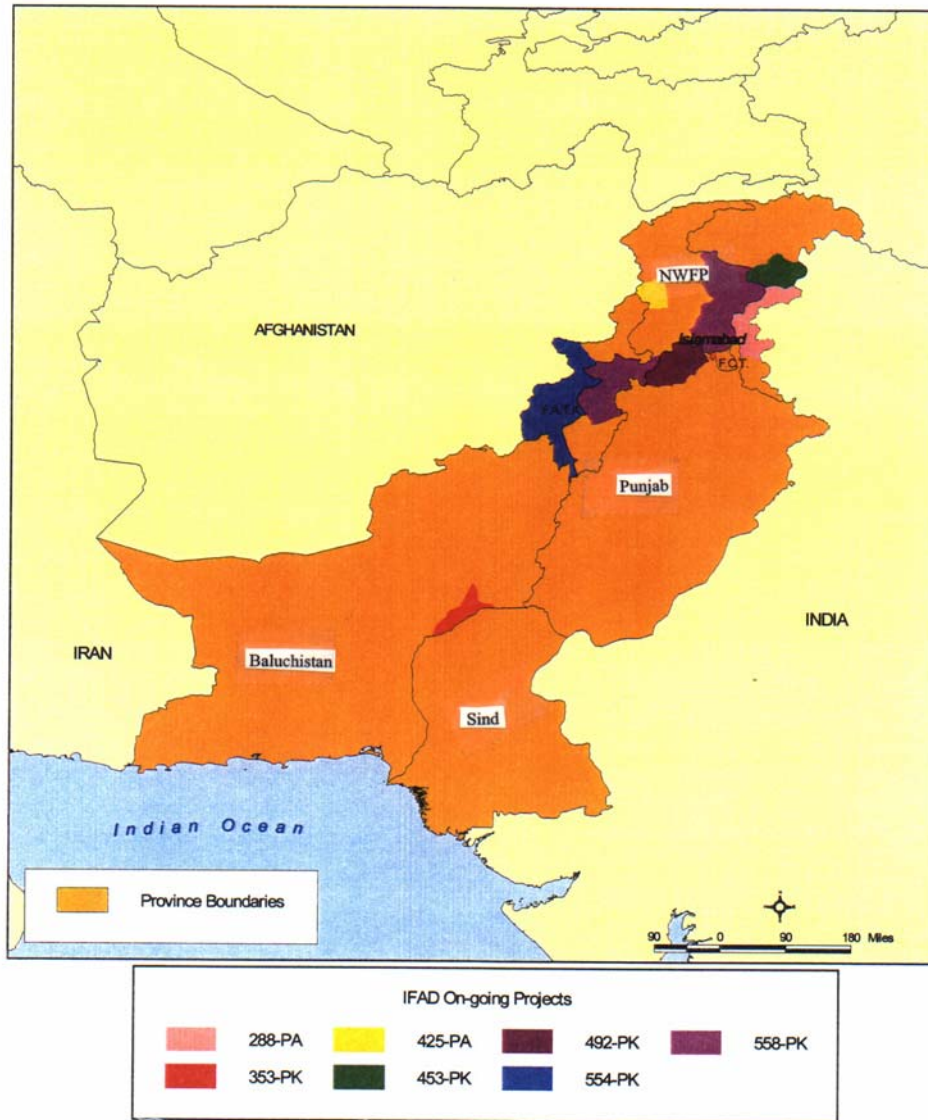 NWFP
AFGHANISTAN
Islamabad
F.C.T.
F.A.T.A.
Punjab
INDIA
IRAN
Baluchistan
Sind
Indian Ocean
Province Boundaries
90 0 90 180 Miles
IFAD On-going Projects
288-PA 425-PA 492-PK 558-PK
353-PK 453-PK 554-PK